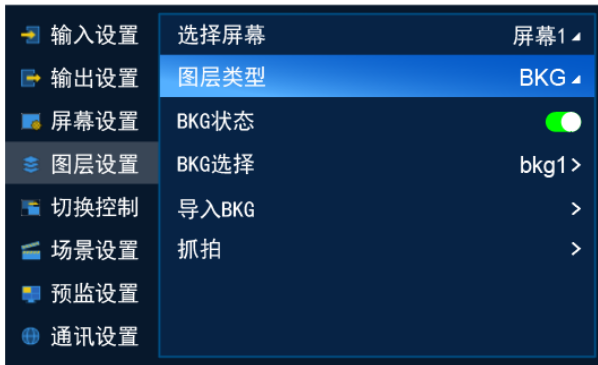 输入设置
输出设置
屏幕设置
图层设置
切换控制
场景设置
预监设置
通讯设置
选择屏幕 屏幕1
图层类型 BKG
BKG状态
BKG选择 bkg1>
导入BKG >
抓拍 >